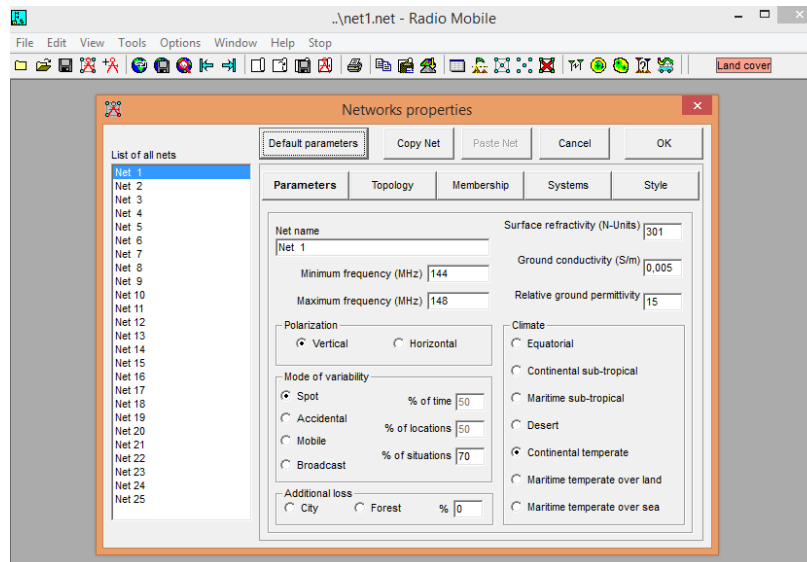 ..\net1.net - Radio Mobile
File Edit View Tools Options Window Help Stop
Land cover
Networks properties
Default parameters Copy Net Paste Net Cancel OK
List of all nets
Net 1
Net 2
Net 3
Net 4
Net 5
Net 6
Net 7
Net 8
Net 9
Net 10
Net 11
Net 12
Net 13
Net 14
Net 15
Net 16
Net 17
Net 18
Net 19
Net 20
Net 21
Net 22
Net 23
Net 24
Net 25
Parameters Topology Membership Systems Style
Net name
Net 1
Minimum frequency (MHz) 144
Maximum frequency (MHz) 148
Surface refractivity (N-Units) 301
Ground conductivity (S/m) 0,005
Relative ground permittivity 15
Polarization
Vertical Horizontal
Mode of variability
Spot
Accidental
Mobile
Broadcast
% of time 50
% of locations 50
% of situations 70
Additional loss
City Forest % 0
Climate
Equatorial
Continental sub-tropical
Maritime sub-tropical
Desert
Continental temperate
Maritime temperate over land
Maritime temperate over sea